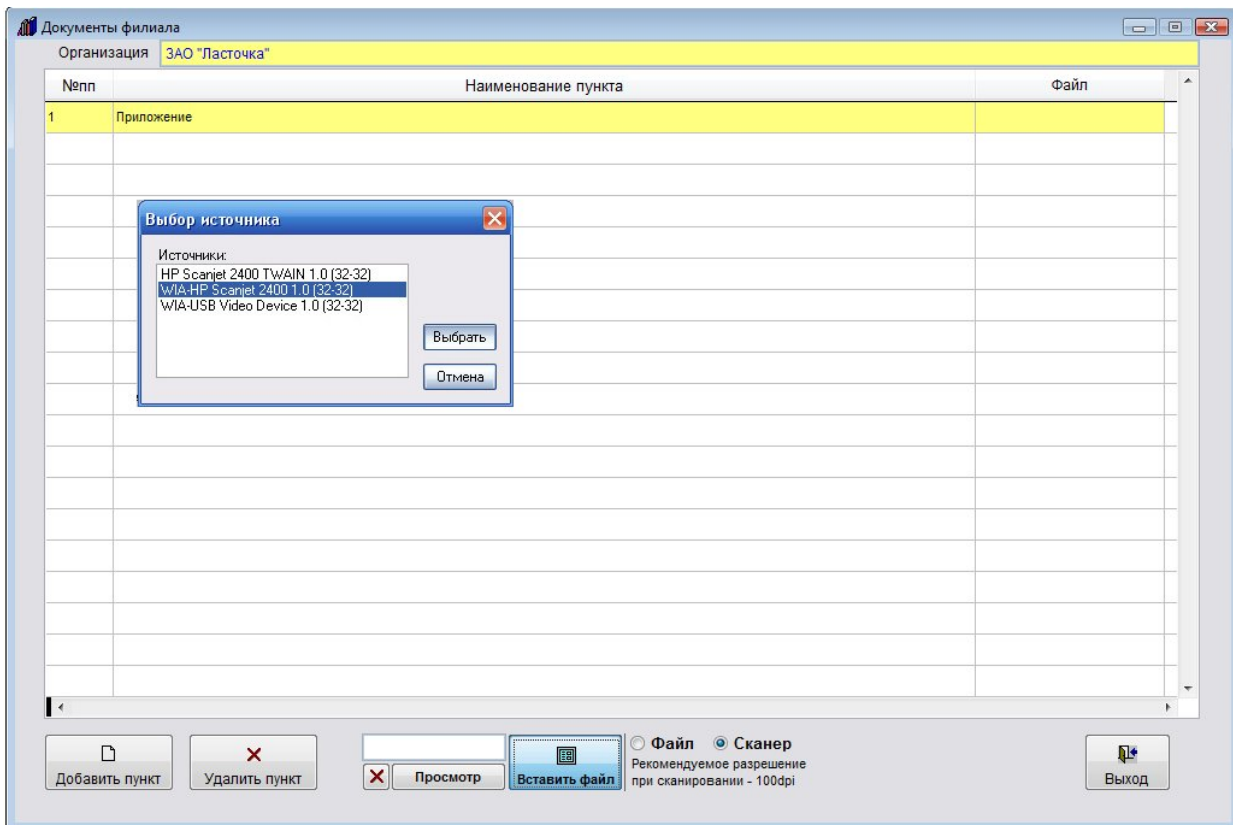 Документы филиала
Организация ЗАО "Ласточка"
№пп Наименование пункта Файл
1 Приложение
Выбор источника
Источники:
HP Scanjet 2400 TWAIN 1.0 (32-32)
WIA-HP Scanjet 2400 1.0 (32-32)
WIA-USB Video Device 1.0 (32-32)
Выбрать
Отмена
Добавить пункт
Удалить пункт
Просмотр
Вставить файл
Файл Сканер
Рекомендуемое разрешение
при сканировании - 100dpi
Выход